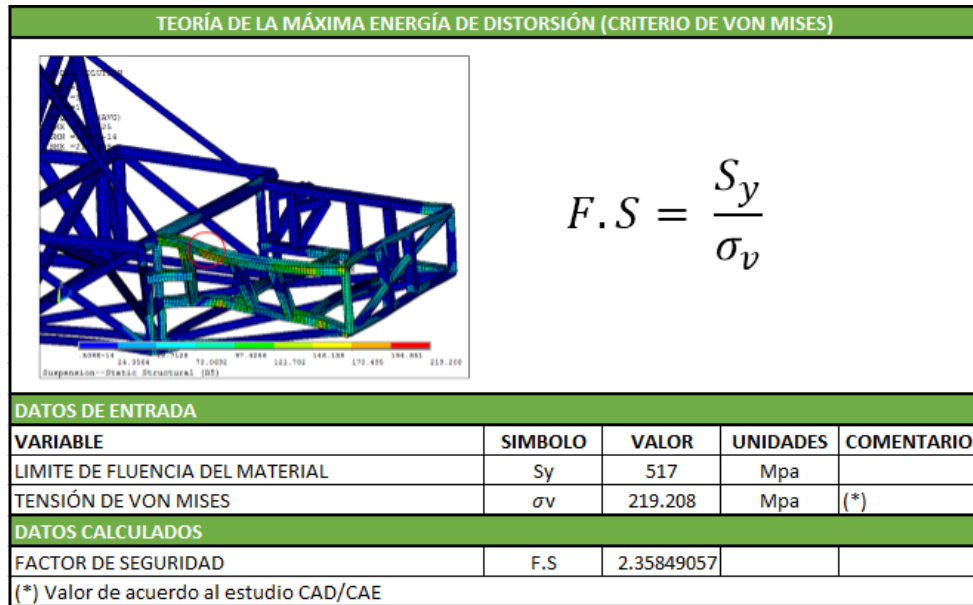 TEORÍA DE LA MÁXIMA ENERGÍA DE DISTORSIÓN (CRITERIO DE VON MISES)
(AVG)
24.3564 73.0692 97.4256 121.702 146.138 170.495 194.851 219.208
Suspension--Static Structural (B5)
F.S = Sy / σv
DATOS DE ENTRADA
VARIABLE SIMBOLO VALOR UNIDADES COMENTARIO
LIMITE DE FLUENCIA DEL MATERIAL Sy 517 Mpa
TENSIÓN DE VON MISES σv 219.208 Mpa (*)
DATOS CALCULADOS
FACTOR DE SEGURIDAD F.S 2.35849057
(*) Valor de acuerdo al estudio CAD/CAE